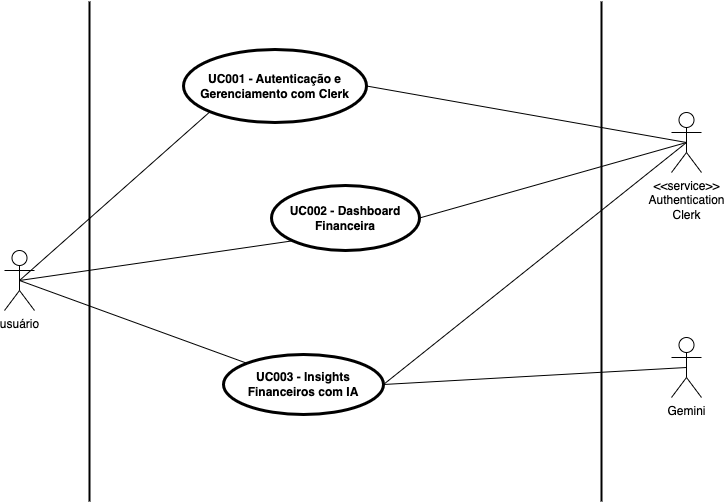 UC001 - Autenticação e
Gerenciamento com Clerk
<<service>>
Authentication
Clerk
UC002 - Dashboard
Financeira
usuário
UC003 - Insights
Financeiros com IA
Gemini